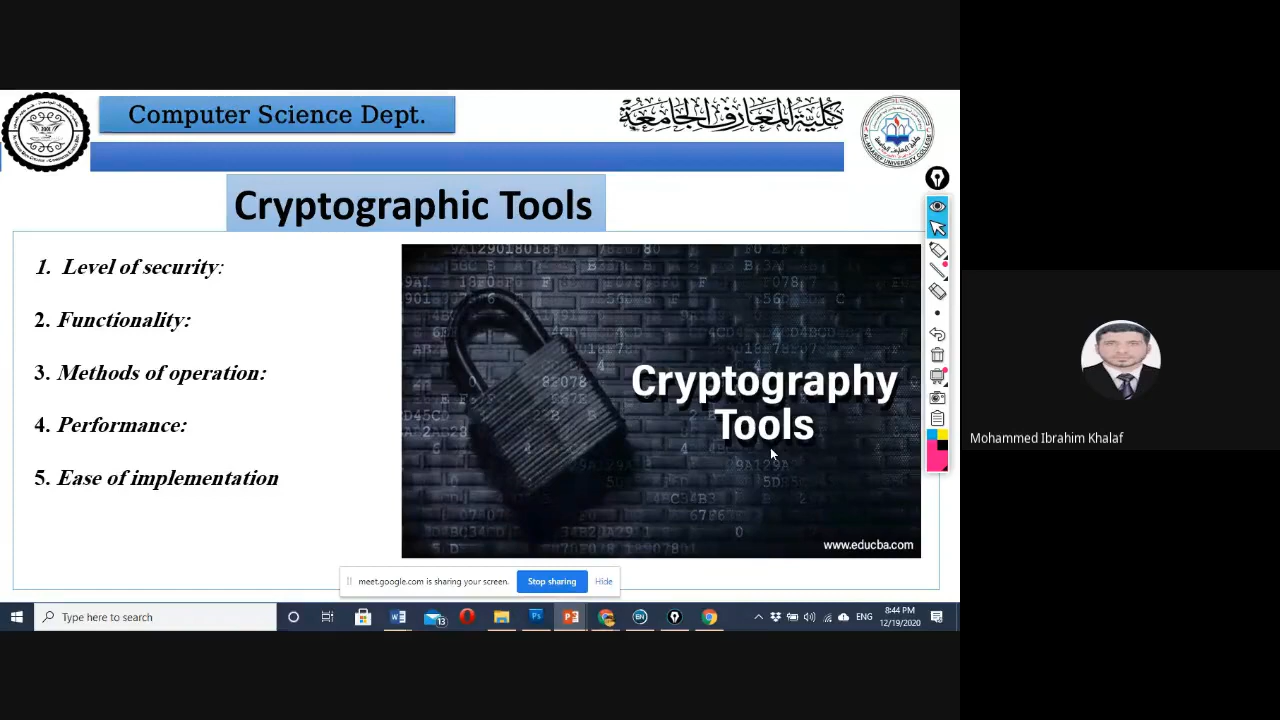 Computer Science Dept.
كلية المعارف الجامعة
Cryptographic Tools
1. Level of security:
2. Functionality:
3. Methods of operation:
4. Performance:
5. Ease of implementation
Cryptography
Tools
www.educba.com
Mohammed Ibrahim Khalaf
meet.google.com is sharing your screen.
Stop sharing
Hide
Type here to search
13
ENG
8:44 PM
12/19/2020